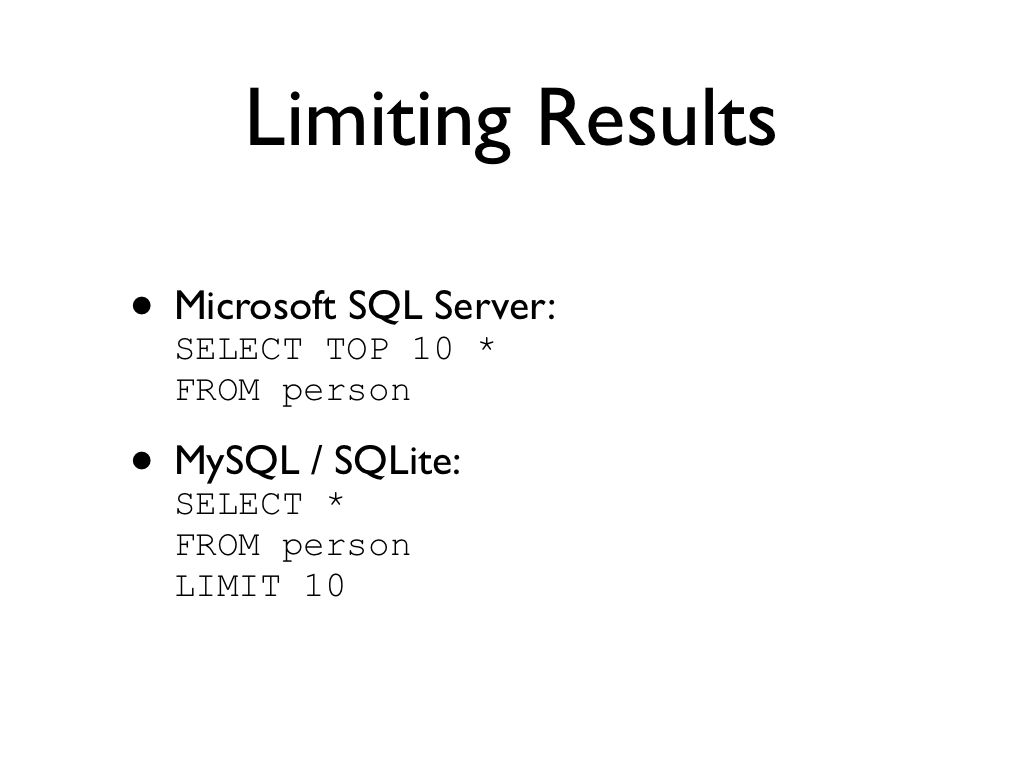 Limiting Results
• Microsoft SQL Server:
SELECT TOP 10 *
FROM person
• MySQL / SQLite:
SELECT *
FROM person
LIMIT 10